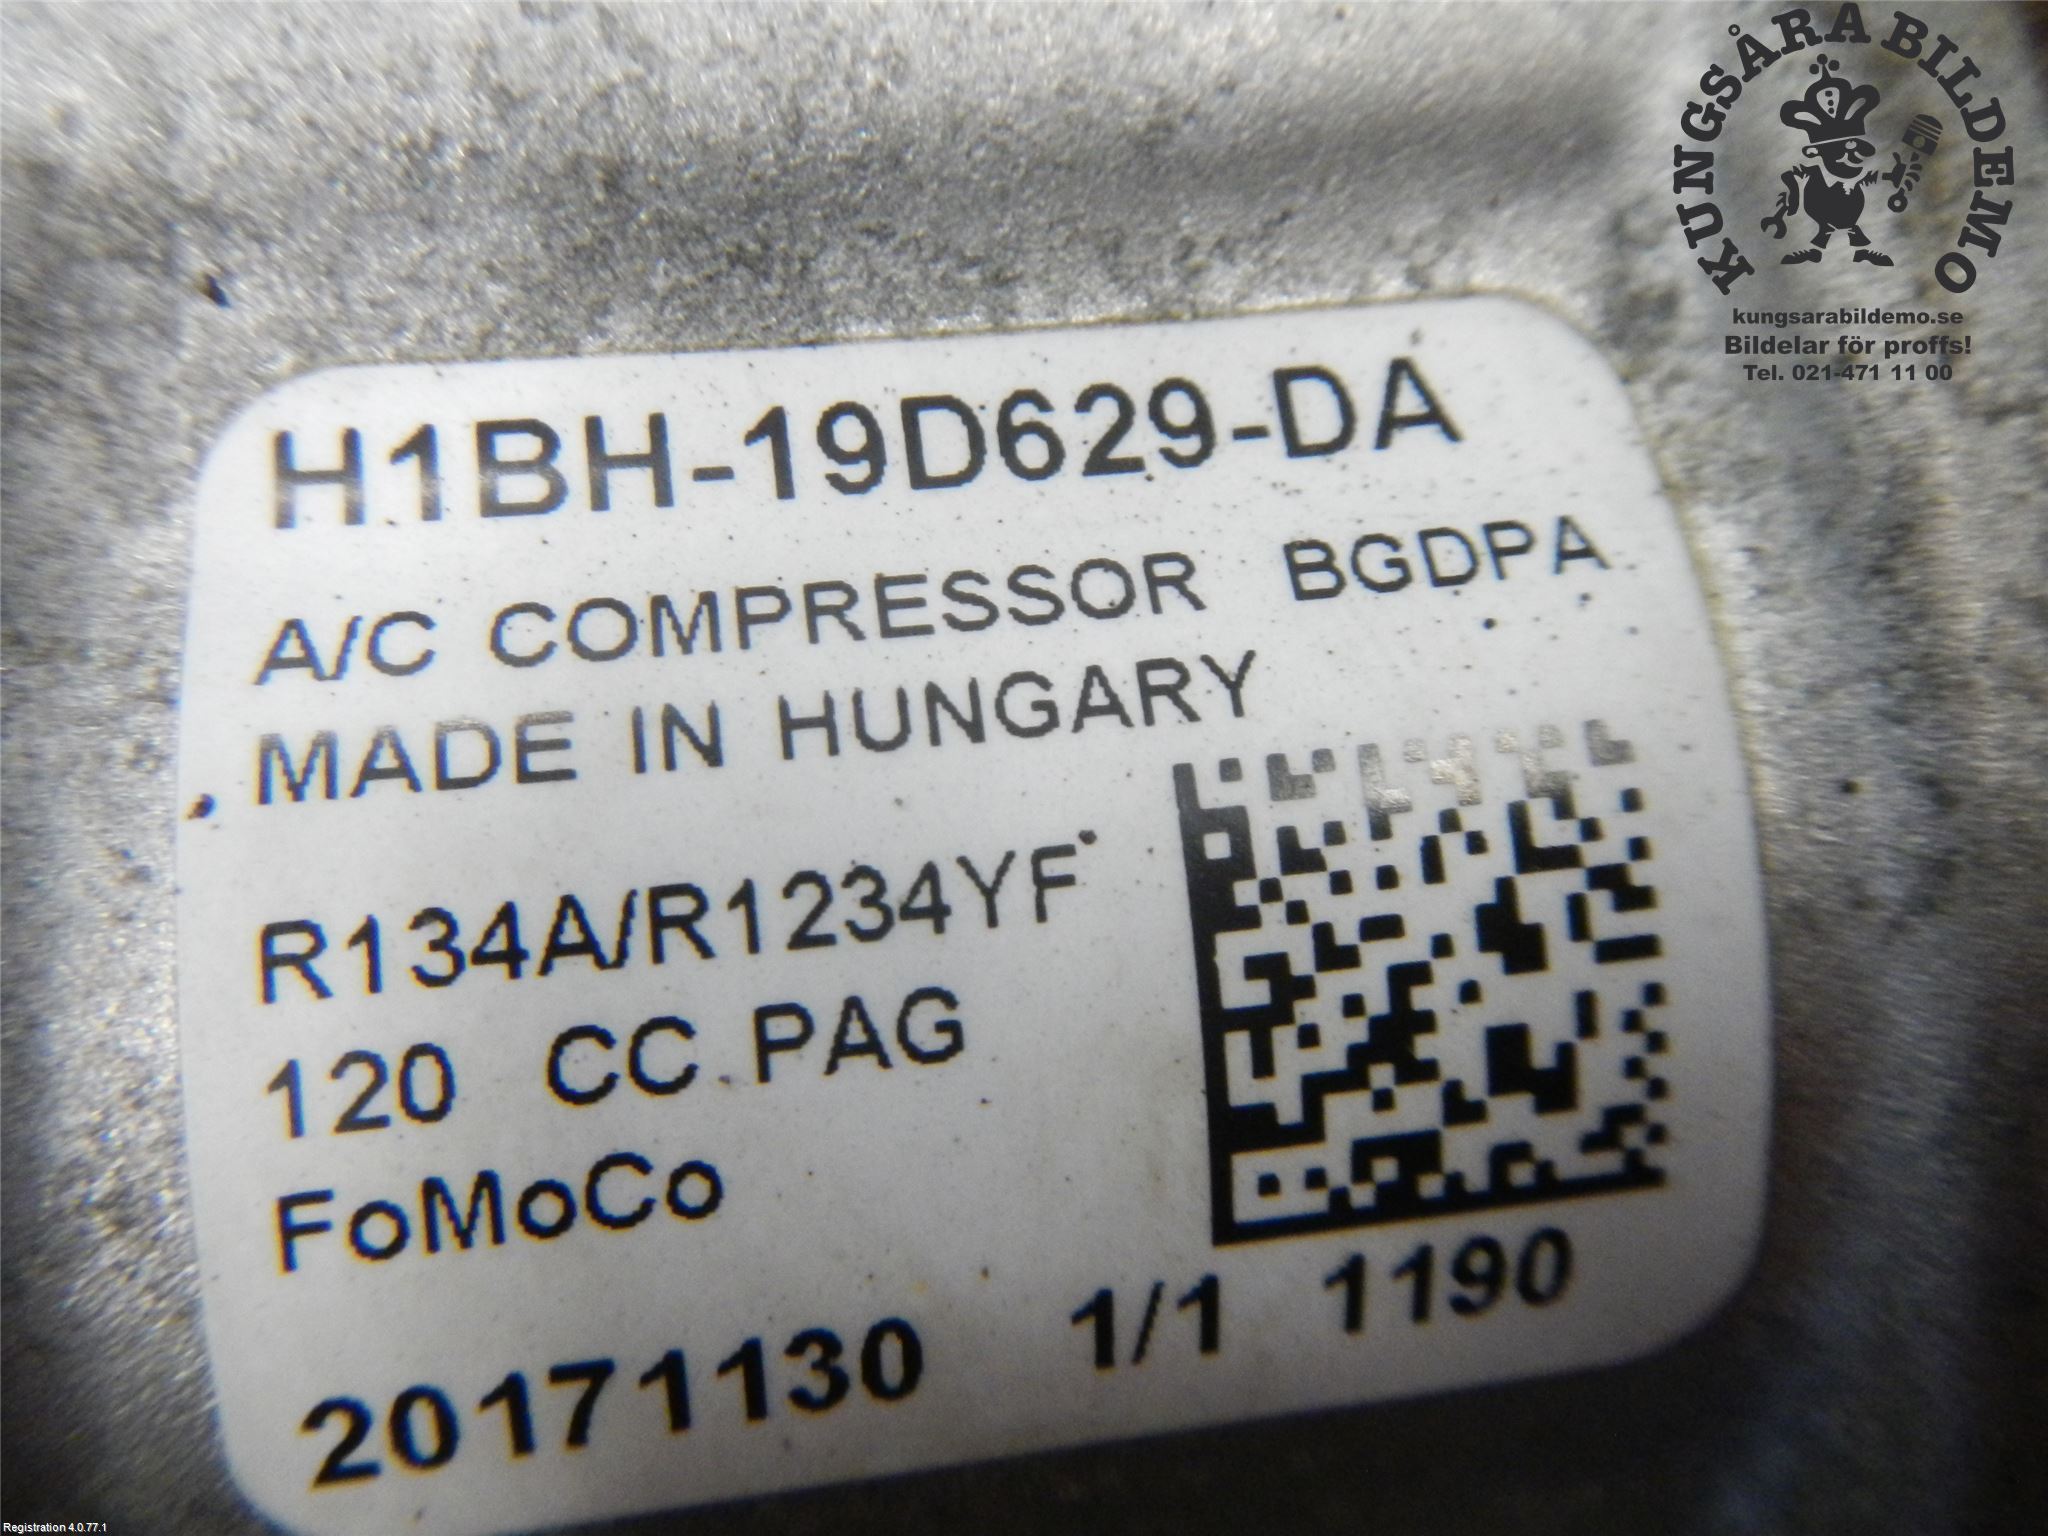 KUNGSÅRA BILDEMO
kungsarabildemo.se
Bildelar för proffs!
Tel. 021-471 11 00
H1BH-19D629-DA
A/C COMPRESSOR BGDPA
MADE IN HUNGARY
R134A/R1234YF
120 CC PAG
FoMoCo
20171130 1/1 1190
Registration 4.0.77.1